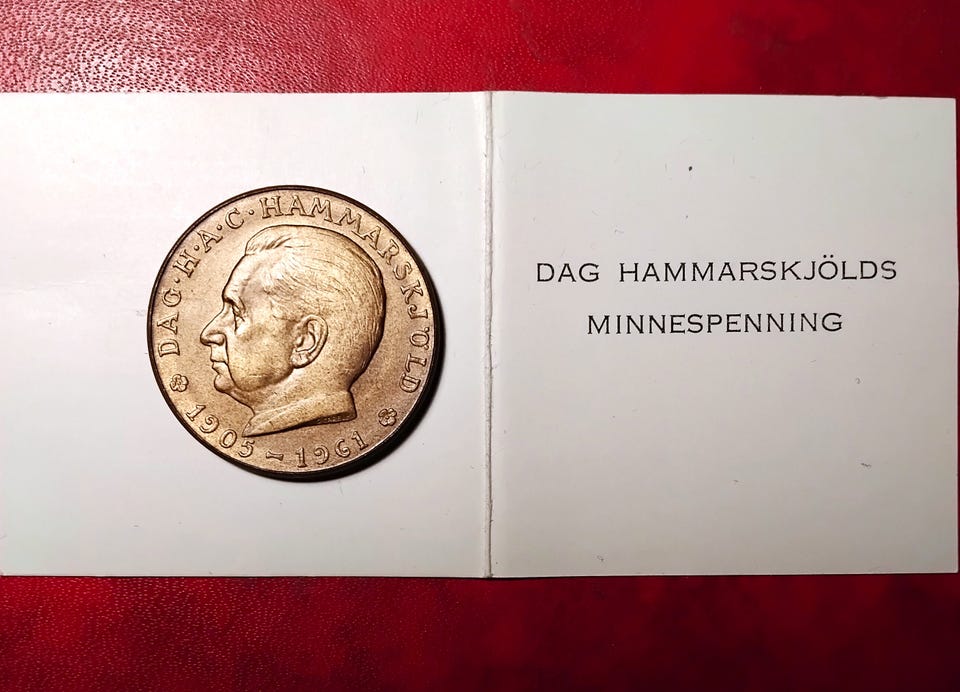 DAG·H·A·C·HAMMARSKJÖLD
1905–1961
DAG HAMMARSKJÖLDS
MINNESPENNING